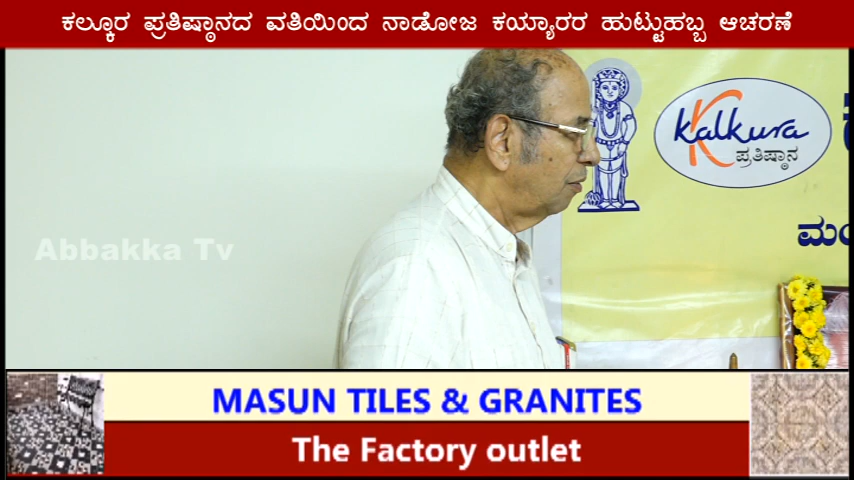 ಕಲ್ಕೂರ ಪ್ರತಿಷ್ಠಾನದ ವತಿಯಿಂದ ನಾಡೋಜ ಕಯ್ಯಾರರ ಹುಟ್ಟುಹಬ್ಬ ಆಚರಣೆ
Kalkura
ಪ್ರತಿಷ್ಠಾನ
Abbakka Tv
MASUN TILES & GRANITES
The Factory outlet